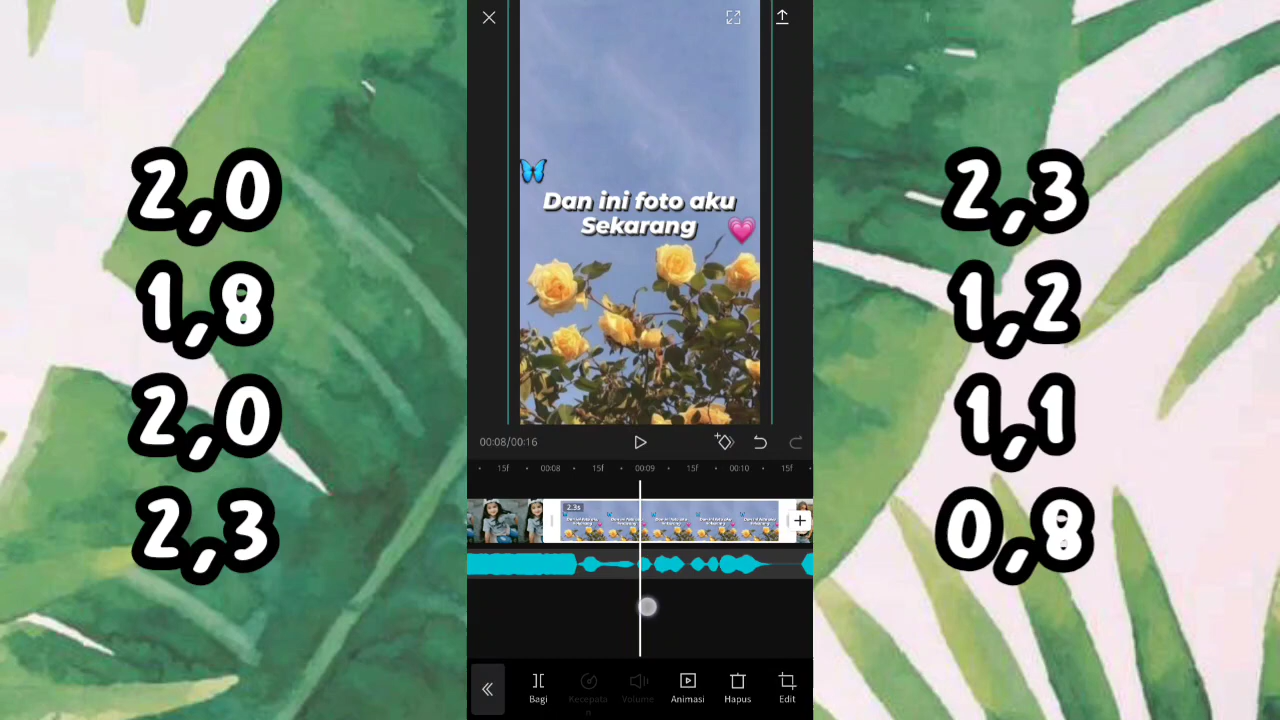 2,0
1,8
2,0
2,3
Dan ini foto aku
Sekarang
00:08/00:16
15f 00:08 15f 00:09 15f 00:10 15f
2.3s
Bagi Kecepatan Volume Animasi Hapus Edit
2,3
1,2
1,1
0,8